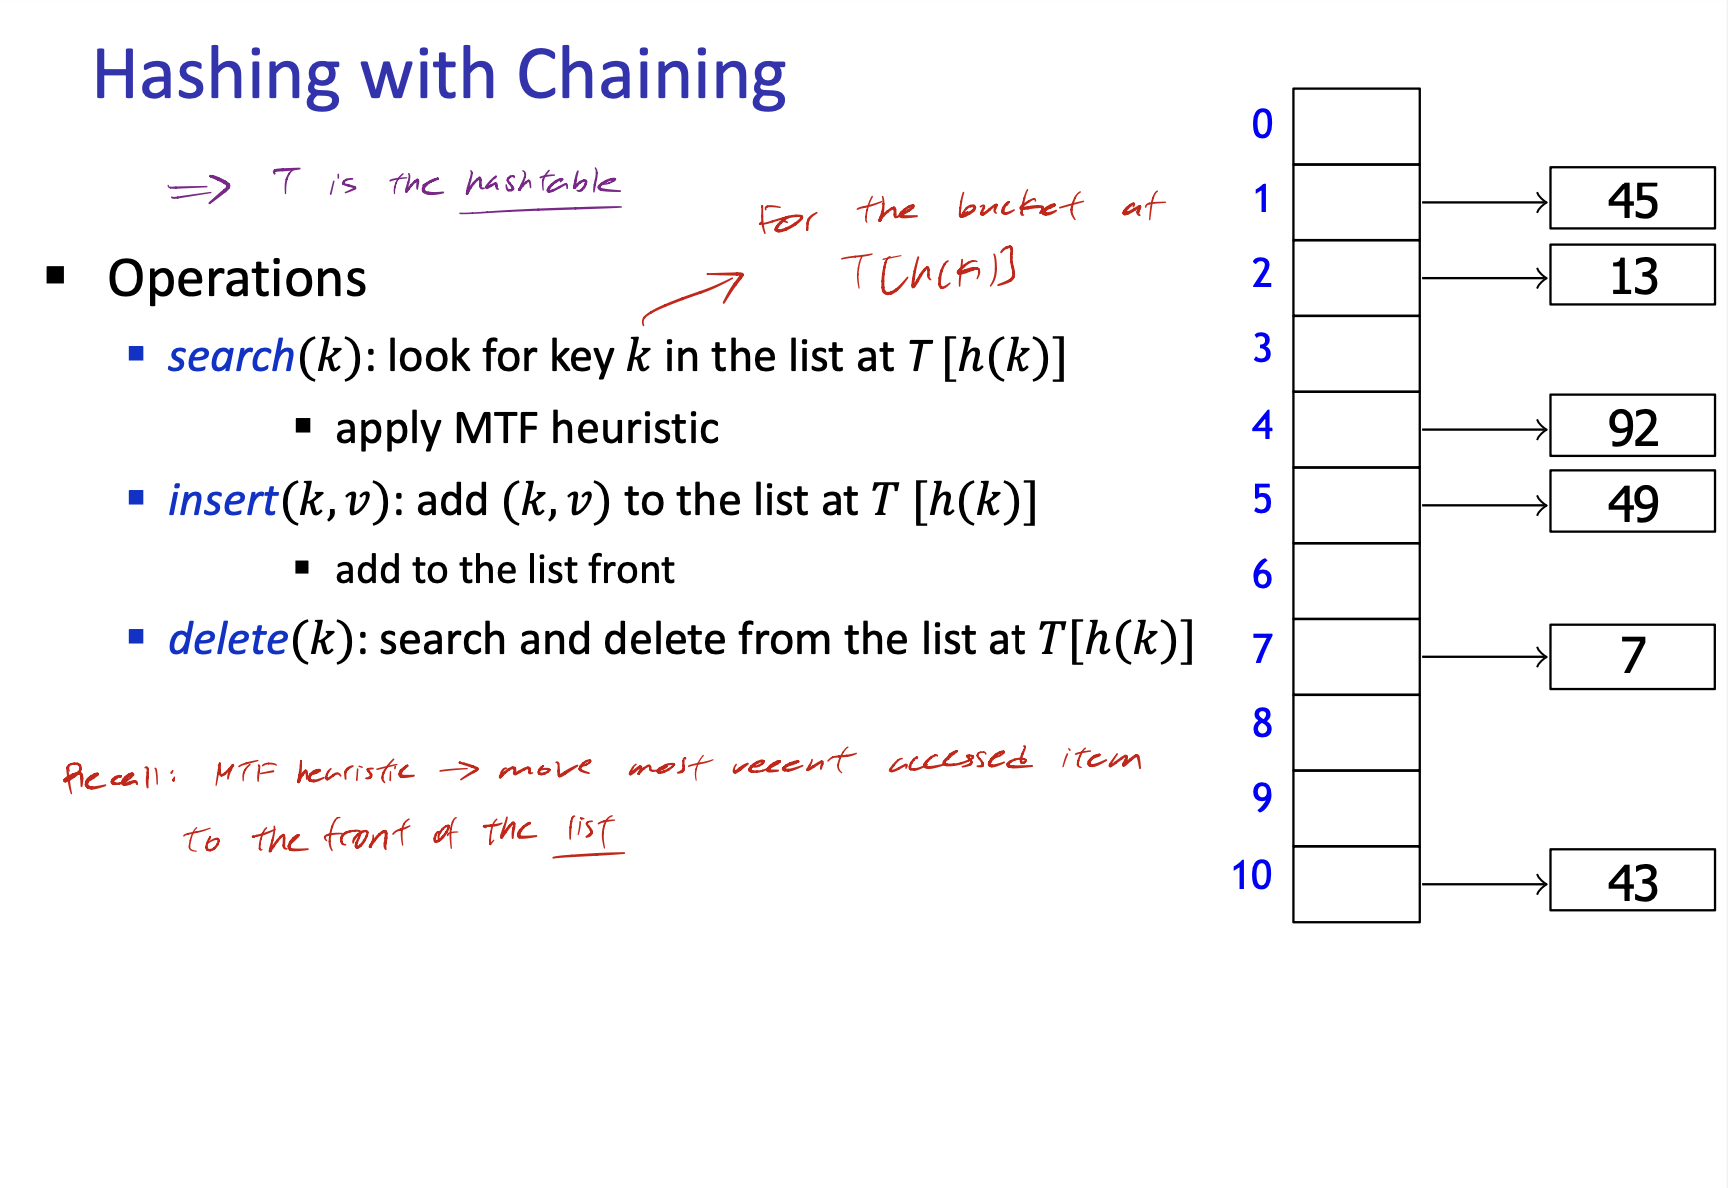 Hashing with Chaining
⇒ T is the hashtable
For the bucket at
T[h(k)]
▪ Operations
▪ search(k): look for key k in the list at T[h(k)]
▪ apply MTF heuristic
▪ insert(k, v): add (k, v) to the list at T [h(k)]
▪ add to the list front
▪ delete(k): search and delete from the list at T[h(k)]
Recall: MTF heuristic → move most recent accessed item
to the front of the list
0
1 45
2 13
3
4 92
5 49
6
7 7
8
9
10 43